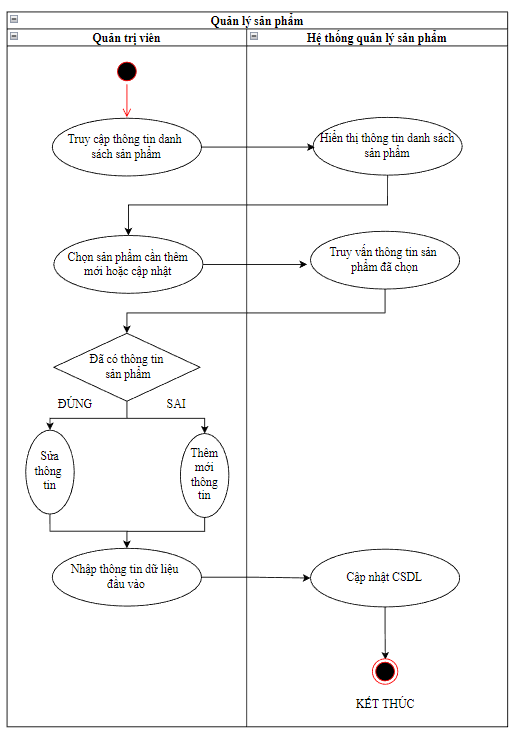 Quản lý sản phẩm
Quản trị viên
Hệ thống quản lý sản phẩm
Truy cập thông tin danh
sách sản phẩm
Hiển thị thông tin danh sách
sản phẩm
Chọn sản phẩm cần thêm
mới hoặc cập nhật
Truy vấn thông tin sản
phẩm đã chọn
Đã có thông tin
sản phẩm
ĐÚNG
SAI
Sửa
thông
tin
Thêm
mới
thông
tin
Nhập thông tin dữ liệu
đầu vào
Cập nhật CSDL
KẾT THÚC